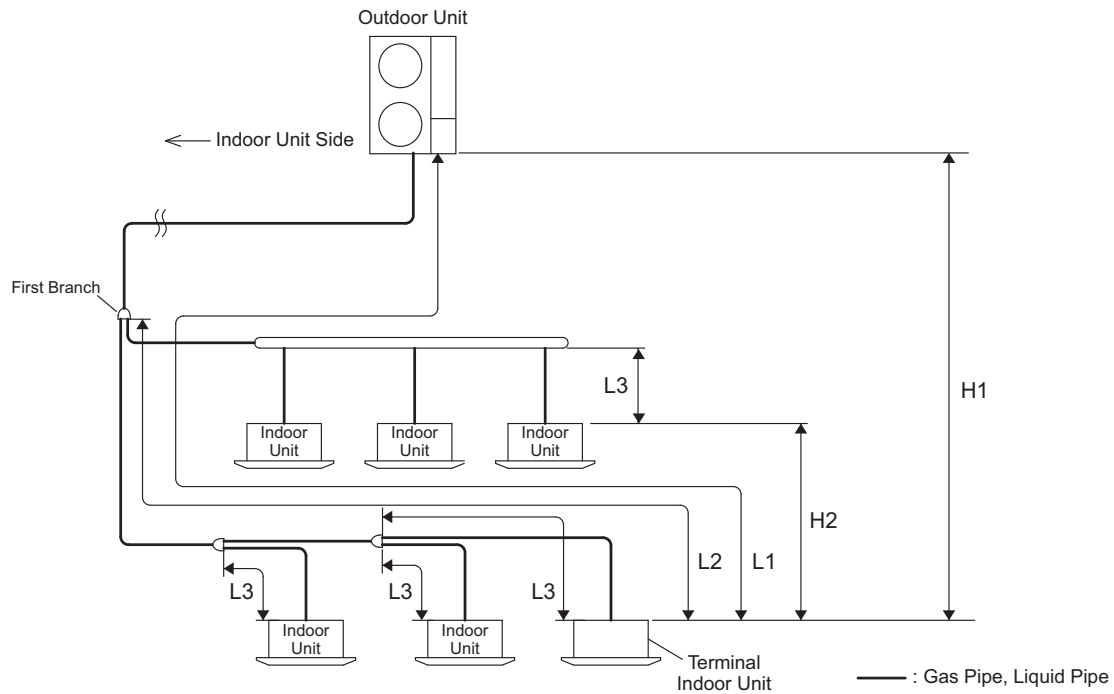 Outdoor Unit
Indoor Unit Side
First Branch
L3
H1
Indoor
Unit
Indoor
Unit
Indoor
Unit
H2
L2
L1
L3
L3
L3
Indoor
Unit
Indoor
Unit
Terminal
Indoor Unit
: Gas Pipe, Liquid Pipe